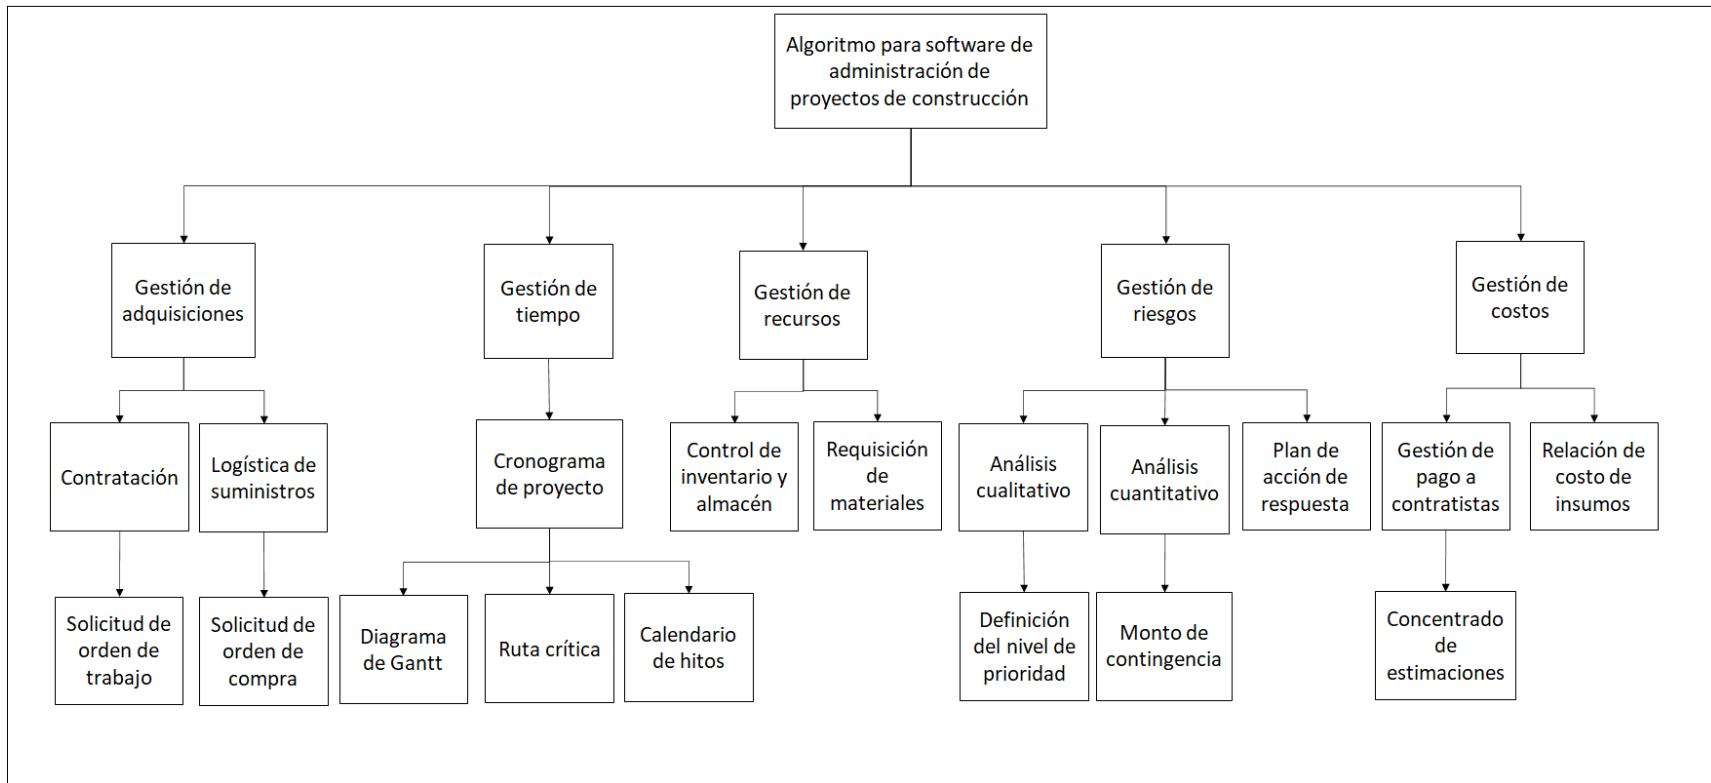 Algoritmo para software de
administración de
proyectos de construcción
Gestión de
adquisiciones
Gestión de
tiempo
Gestión de
recursos
Gestión de
riesgos
Gestión de
costos
Contratación
Logística de
suministros
Cronograma
de proyecto
Control de
inventario y
almacén
Requisición
de
materiales
Análisis
cualitativo
Análisis
cuantitativo
Plan de
acción de
respuesta
Gestión de
pago a
contratistas
Relación de
costo de
insumos
Solicitud de
orden de
trabajo
Solicitud de
orden de
compra
Diagrama
de Gantt
Ruta crítica
Calendario
de hitos
Definición
del nivel de
prioridad
Monto de
contingencia
Concentrado
de
estimaciones